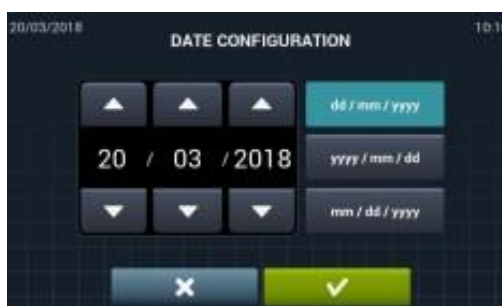 20/03/2018
DATE CONFIGURATION
dd / mm / yyyy
20 / 03 / 2018
yyyy / mm / dd
mm / dd / yyyy